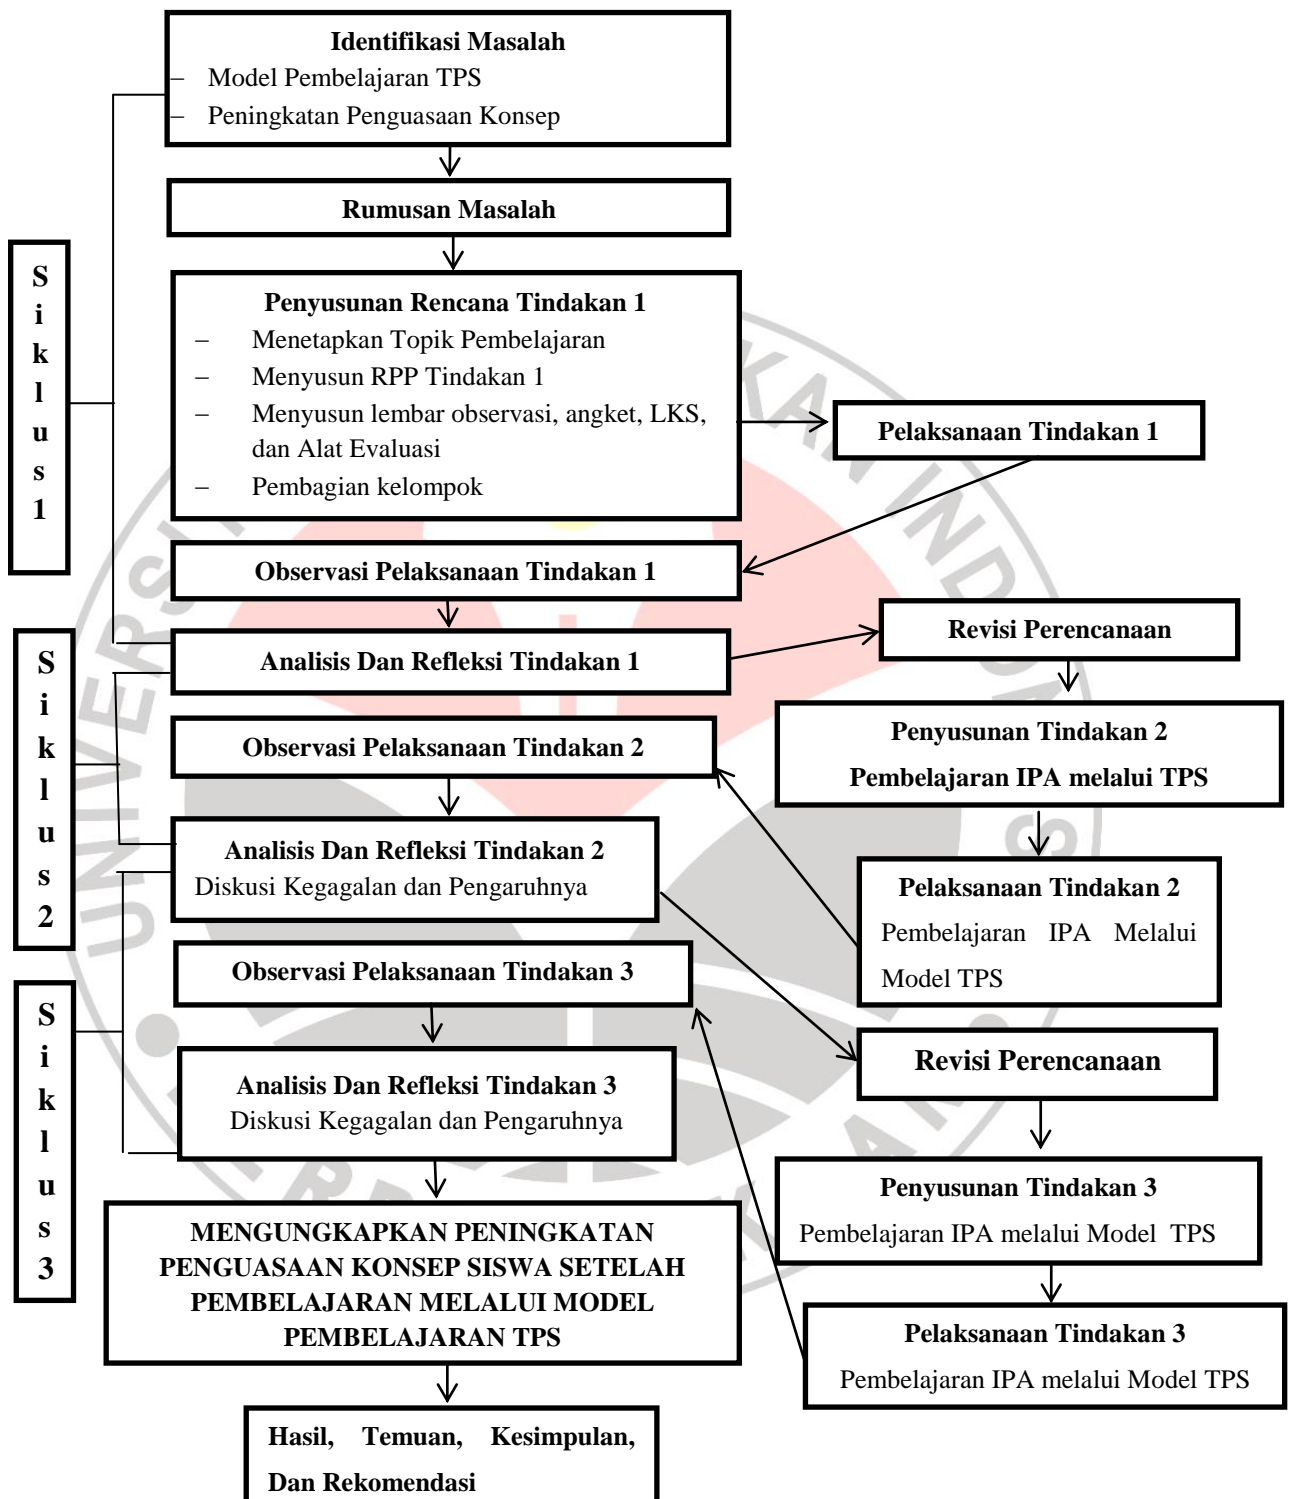 Identifikasi Masalah
– Model Pembelajaran TPS
– Peningkatan Penguasaan Konsep
Rumusan Masalah
Siklus1
Penyusunan Rencana Tindakan 1
– Menetapkan Topik Pembelajaran
– Menyusun RPP Tindakan 1
– Menyusun lembar observasi, angket, LKS,
dan Alat Evaluasi
– Pembagian kelompok
Pelaksanaan Tindakan 1
Observasi Pelaksanaan Tindakan 1
Analisis Dan Refleksi Tindakan 1
Revisi Perencanaan
Siklus2
Penyusunan Tindakan 2
Pembelajaran IPA melalui TPS
Pelaksanaan Tindakan 2
Pembelajaran IPA Melalui
Model TPS
Observasi Pelaksanaan Tindakan 2
Analisis Dan Refleksi Tindakan 2
Diskusi Kegagalan dan Pengaruhnya
Revisi Perencanaan
Siklus3
Penyusunan Tindakan 3
Pembelajaran IPA melalui Model TPS
Pelaksanaan Tindakan 3
Pembelajaran IPA melalui Model TPS
Observasi Pelaksanaan Tindakan 3
Analisis Dan Refleksi Tindakan 3
Diskusi Kegagalan dan Pengaruhnya
MENGUNGKAPKAN PENINGKATAN
PENGUASAAN KONSEP SISWA SETELAH
PEMBELAJARAN MELALUI MODEL
PEMBELAJARAN TPS
Hasil, Temuan, Kesimpulan,
Dan Rekomendasi